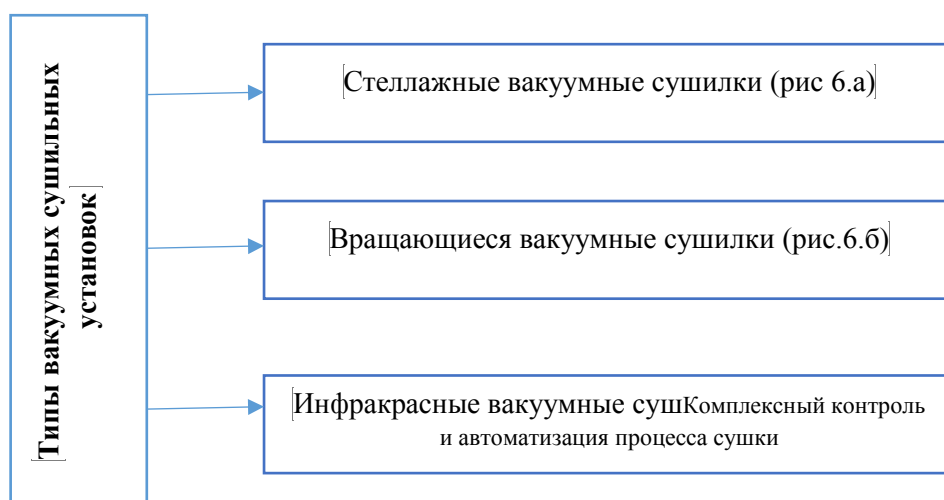 Типы вакуумных сушильных
установок
Стеллажные вакуумные сушилки (рис 6.а)
Вращающиеся вакуумные сушилки (рис.6.б)
Инфракрасные вакуумные сушКомплексный контроль
и автоматизация процесса сушки